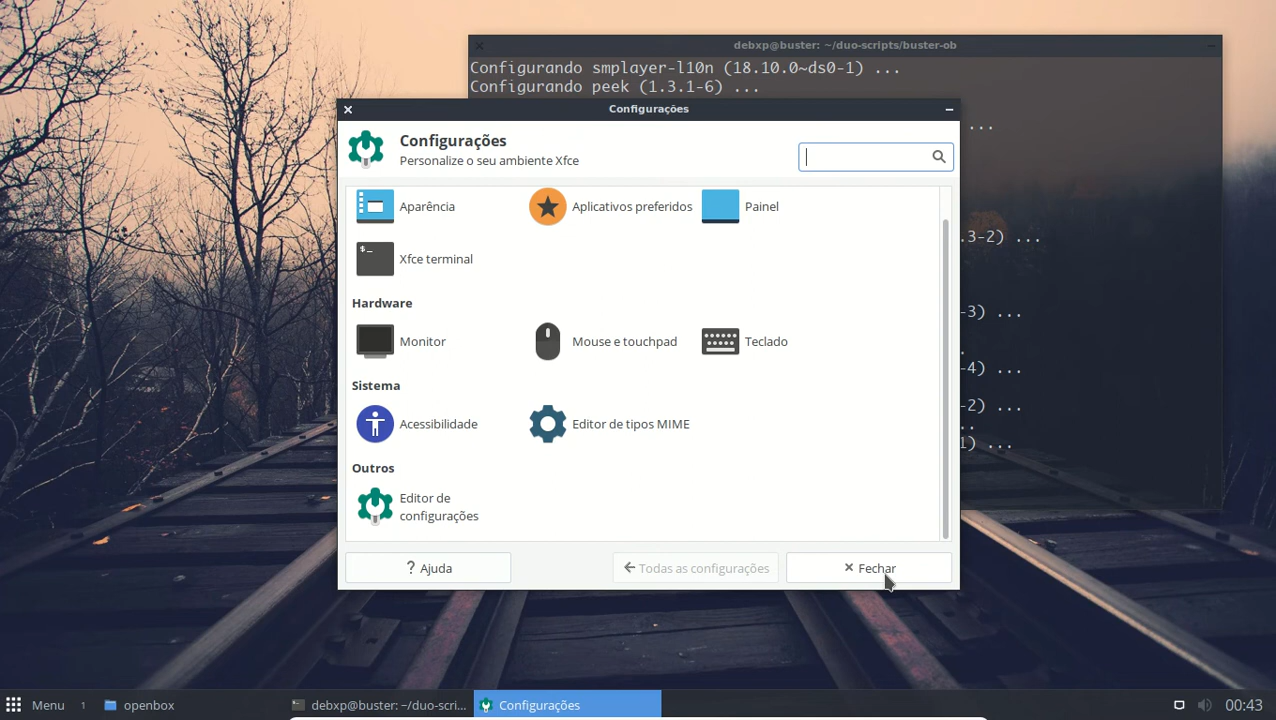 debxp@buster: ~/duo-scripts/buster-ob
Configurando smplayer-l10n (18.10.0~ds0-1) ...
Configurando peek (1.3.1-6) ...
...
.3-2) ...
-3) ...
-4) ...
-2) ...
..
1) ...
Configurações
Configurações
Personalize o seu ambiente Xfce
Aparência
Aplicativos preferidos
Painel
$_
Xfce terminal
Hardware
Monitor
Mouse e touchpad
Teclado
Sistema
Acessibilidade
Editor de tipos MIME
Outros
Editor de
configurações
? Ajuda
Todas as configurações
Fechar
Menu
1
openbox
debxp@buster: ~/duo-scri...
Configurações
00:43